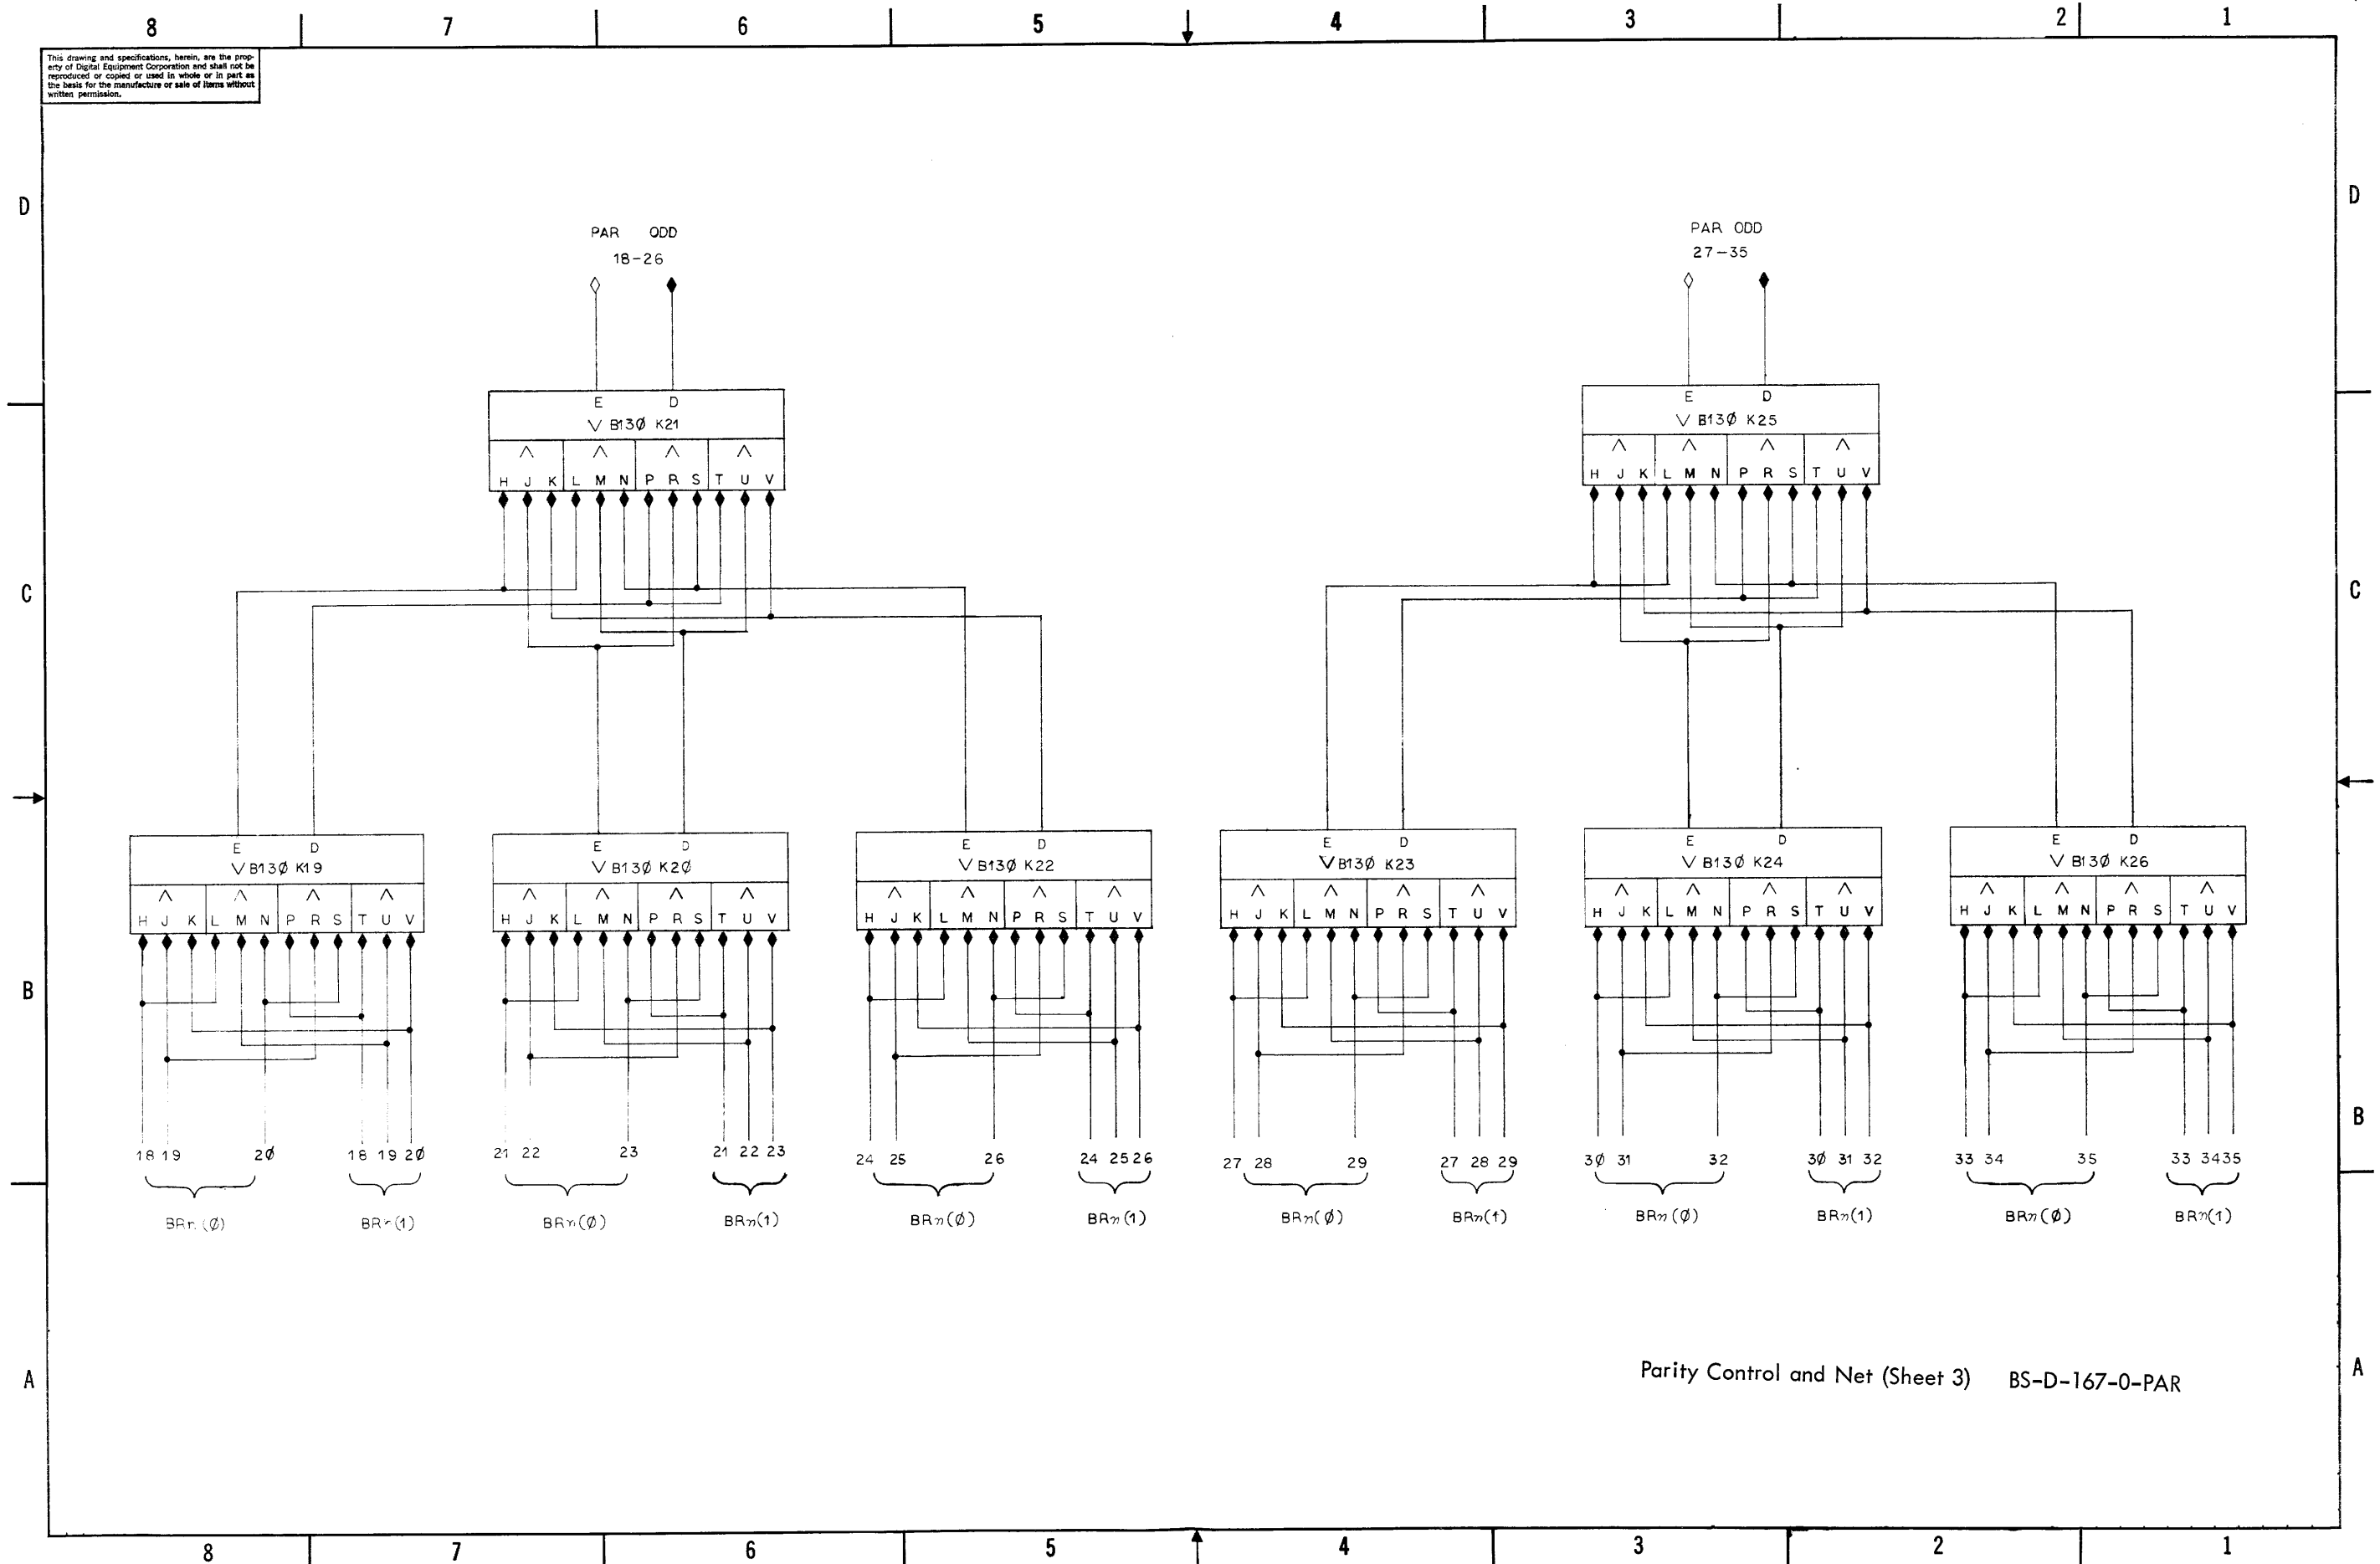 8 7 6 5 4 3 2 1
This drawing and specifications, herein, are the prop-
erty of Digital Equipment Corporation and shall not be
reproduced or copied or used in whole or in part as
the basis for the manufacture or sale of items without
written permission.
D D
PAR ODD
18-26
PAR ODD
27-35
E D
V B13Ø K21
Λ Λ Λ Λ
H J K L M N P R S T U V
E D
V B13Ø K25
Λ Λ Λ Λ
H J K L M N P R S T U V
C C
E D
V B13Ø K19
Λ Λ Λ Λ
H J K L M N P R S T U V
18 19 2Ø 18 19 2Ø
BRn(Ø) BRn(1)
E D
V B13Ø K2Ø
Λ Λ Λ Λ
H J K L M N P R S T U V
21 22 23 21 22 23
BRn(Ø) BRn(1)
E D
V B13Ø K22
Λ Λ Λ Λ
H J K L M N P R S T U V
24 25 26 24 25 26
BRn(Ø) BRn(1)
E D
V B13Ø K23
Λ Λ Λ Λ
H J K L M N P R S T U V
27 28 29 27 28 29
BRn(Ø) BRn(1)
E D
V B13Ø K24
Λ Λ Λ Λ
H J K L M N P R S T U V
3Ø 31 32 3Ø 31 32
BRn(Ø) BRn(1)
E D
V B13Ø K26
Λ Λ Λ Λ
H J K L M N P R S T U V
33 34 35 33 34 35
BRn(Ø) BRn(1)
B B
A A
Parity Control and Net (Sheet 3) BS-D-167-0-PAR
8 7 6 5 4 3 2 1